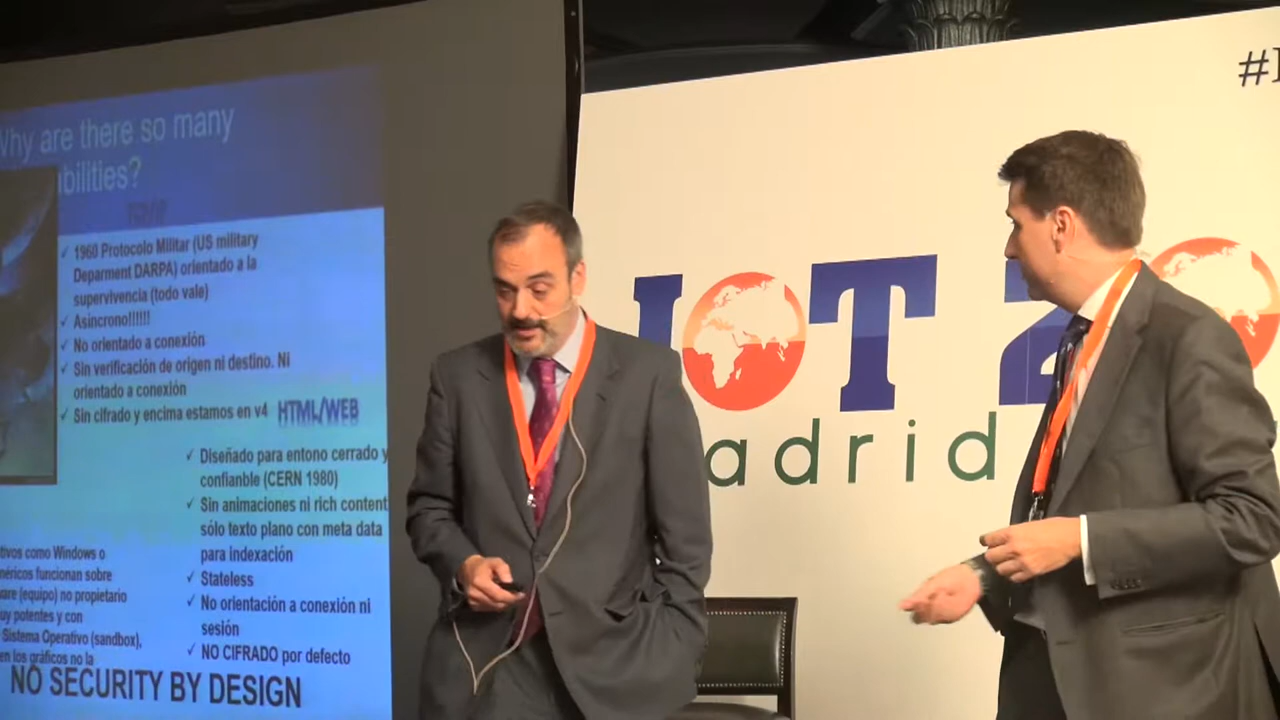 Why are there so many
abilities?
1960 Protocolo Militar (US military
Deparment DARPA) orientado a la
supervivencia (todo vale)
Asíncrono!!!!!!
No orientado a conexión
Sin verificación de origen ni destino. Ni
orientado a conexión
Sin cifrado y encima estamos en v4
HTML/WEB
Diseñado para entono cerrado y
confianble (CERN 1980)
Sin animaciones ni rich content
sólo texto plano con meta data
para indexación
Stateless
No orientación a conexión ni
sesión
NO CIFRADO por defecto
tivos como Windows o
néricos funcionan sobre
ware (equipo) no propietario
uy potentes y con
Sistema Operativo (sandbox),
en los gráficos no la
NO SECURITY BY DESIGN
#I
IOT 20
adrid